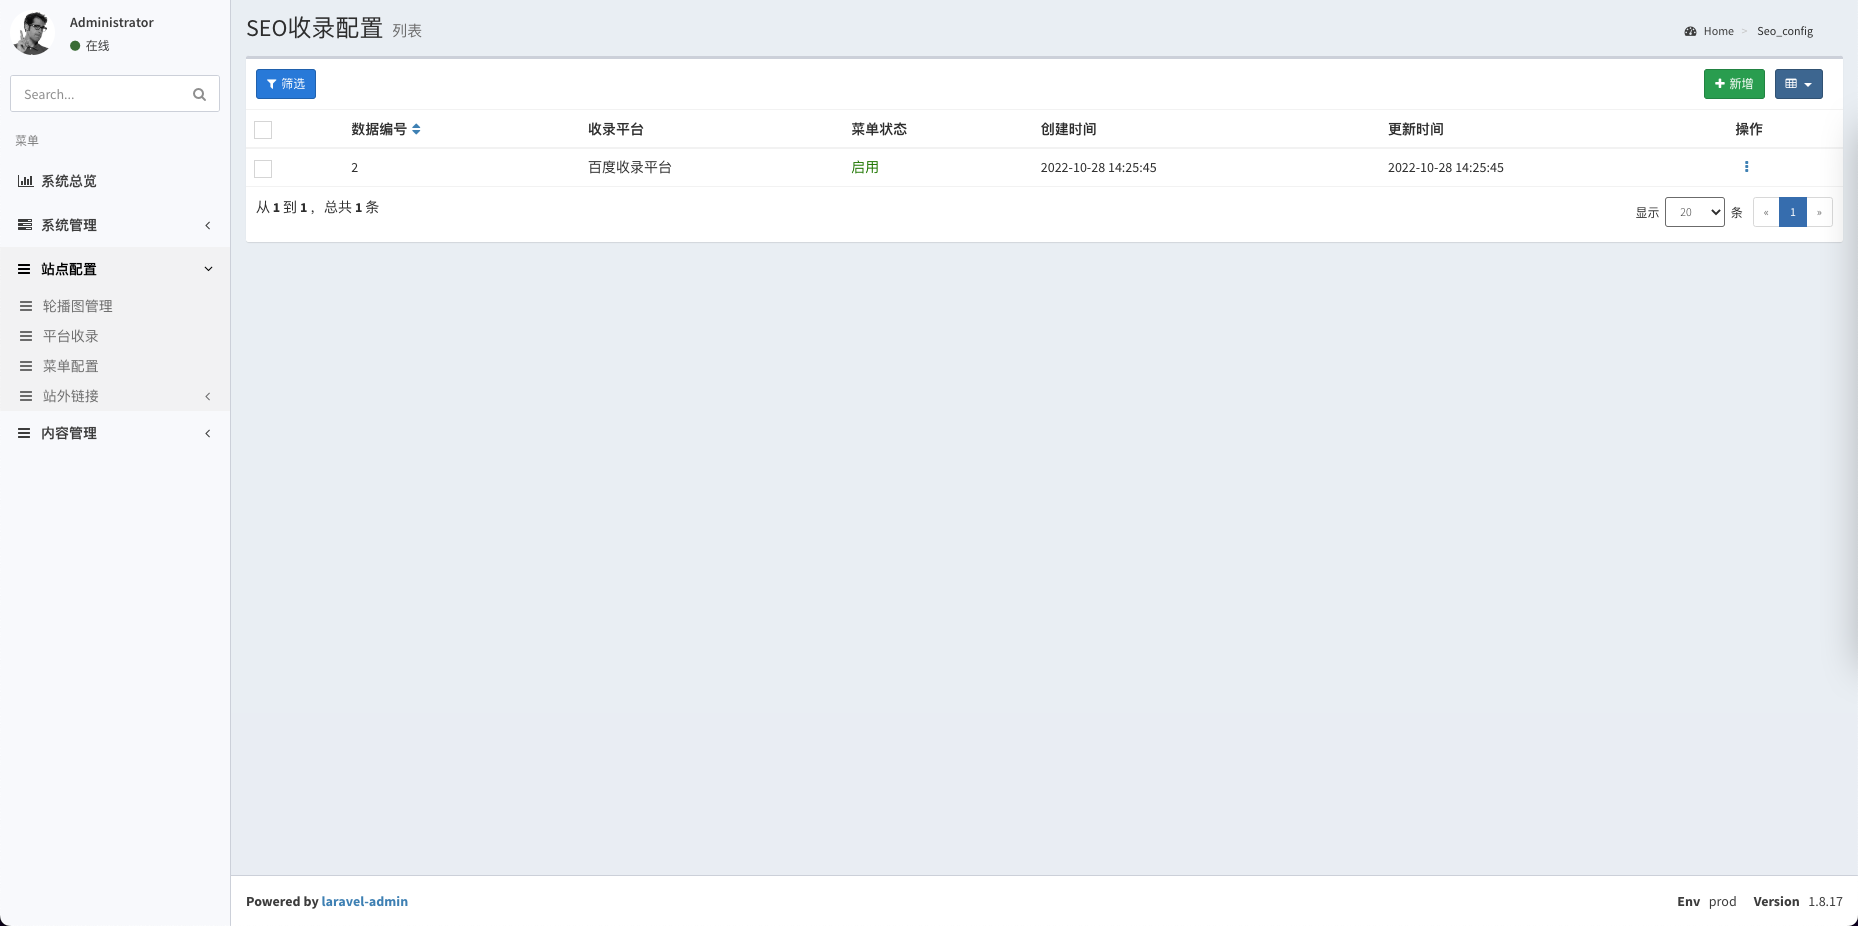 Administrator
在线
Search...
菜单
系统总览
系统管理
站点配置
轮播图管理
平台收录
菜单配置
站外链接
内容管理
SEO收录配置 列表
Home > Seo_config
筛选
新增
数据编号 收录平台 菜单状态 创建时间 更新时间 操作
2 百度收录平台 启用 2022-10-28 14:25:45 2022-10-28 14:25:45
从 1 到 1 ，总共 1 条
显示 20 条 « 1 »
Powered by laravel-admin
Env prod Version 1.8.17